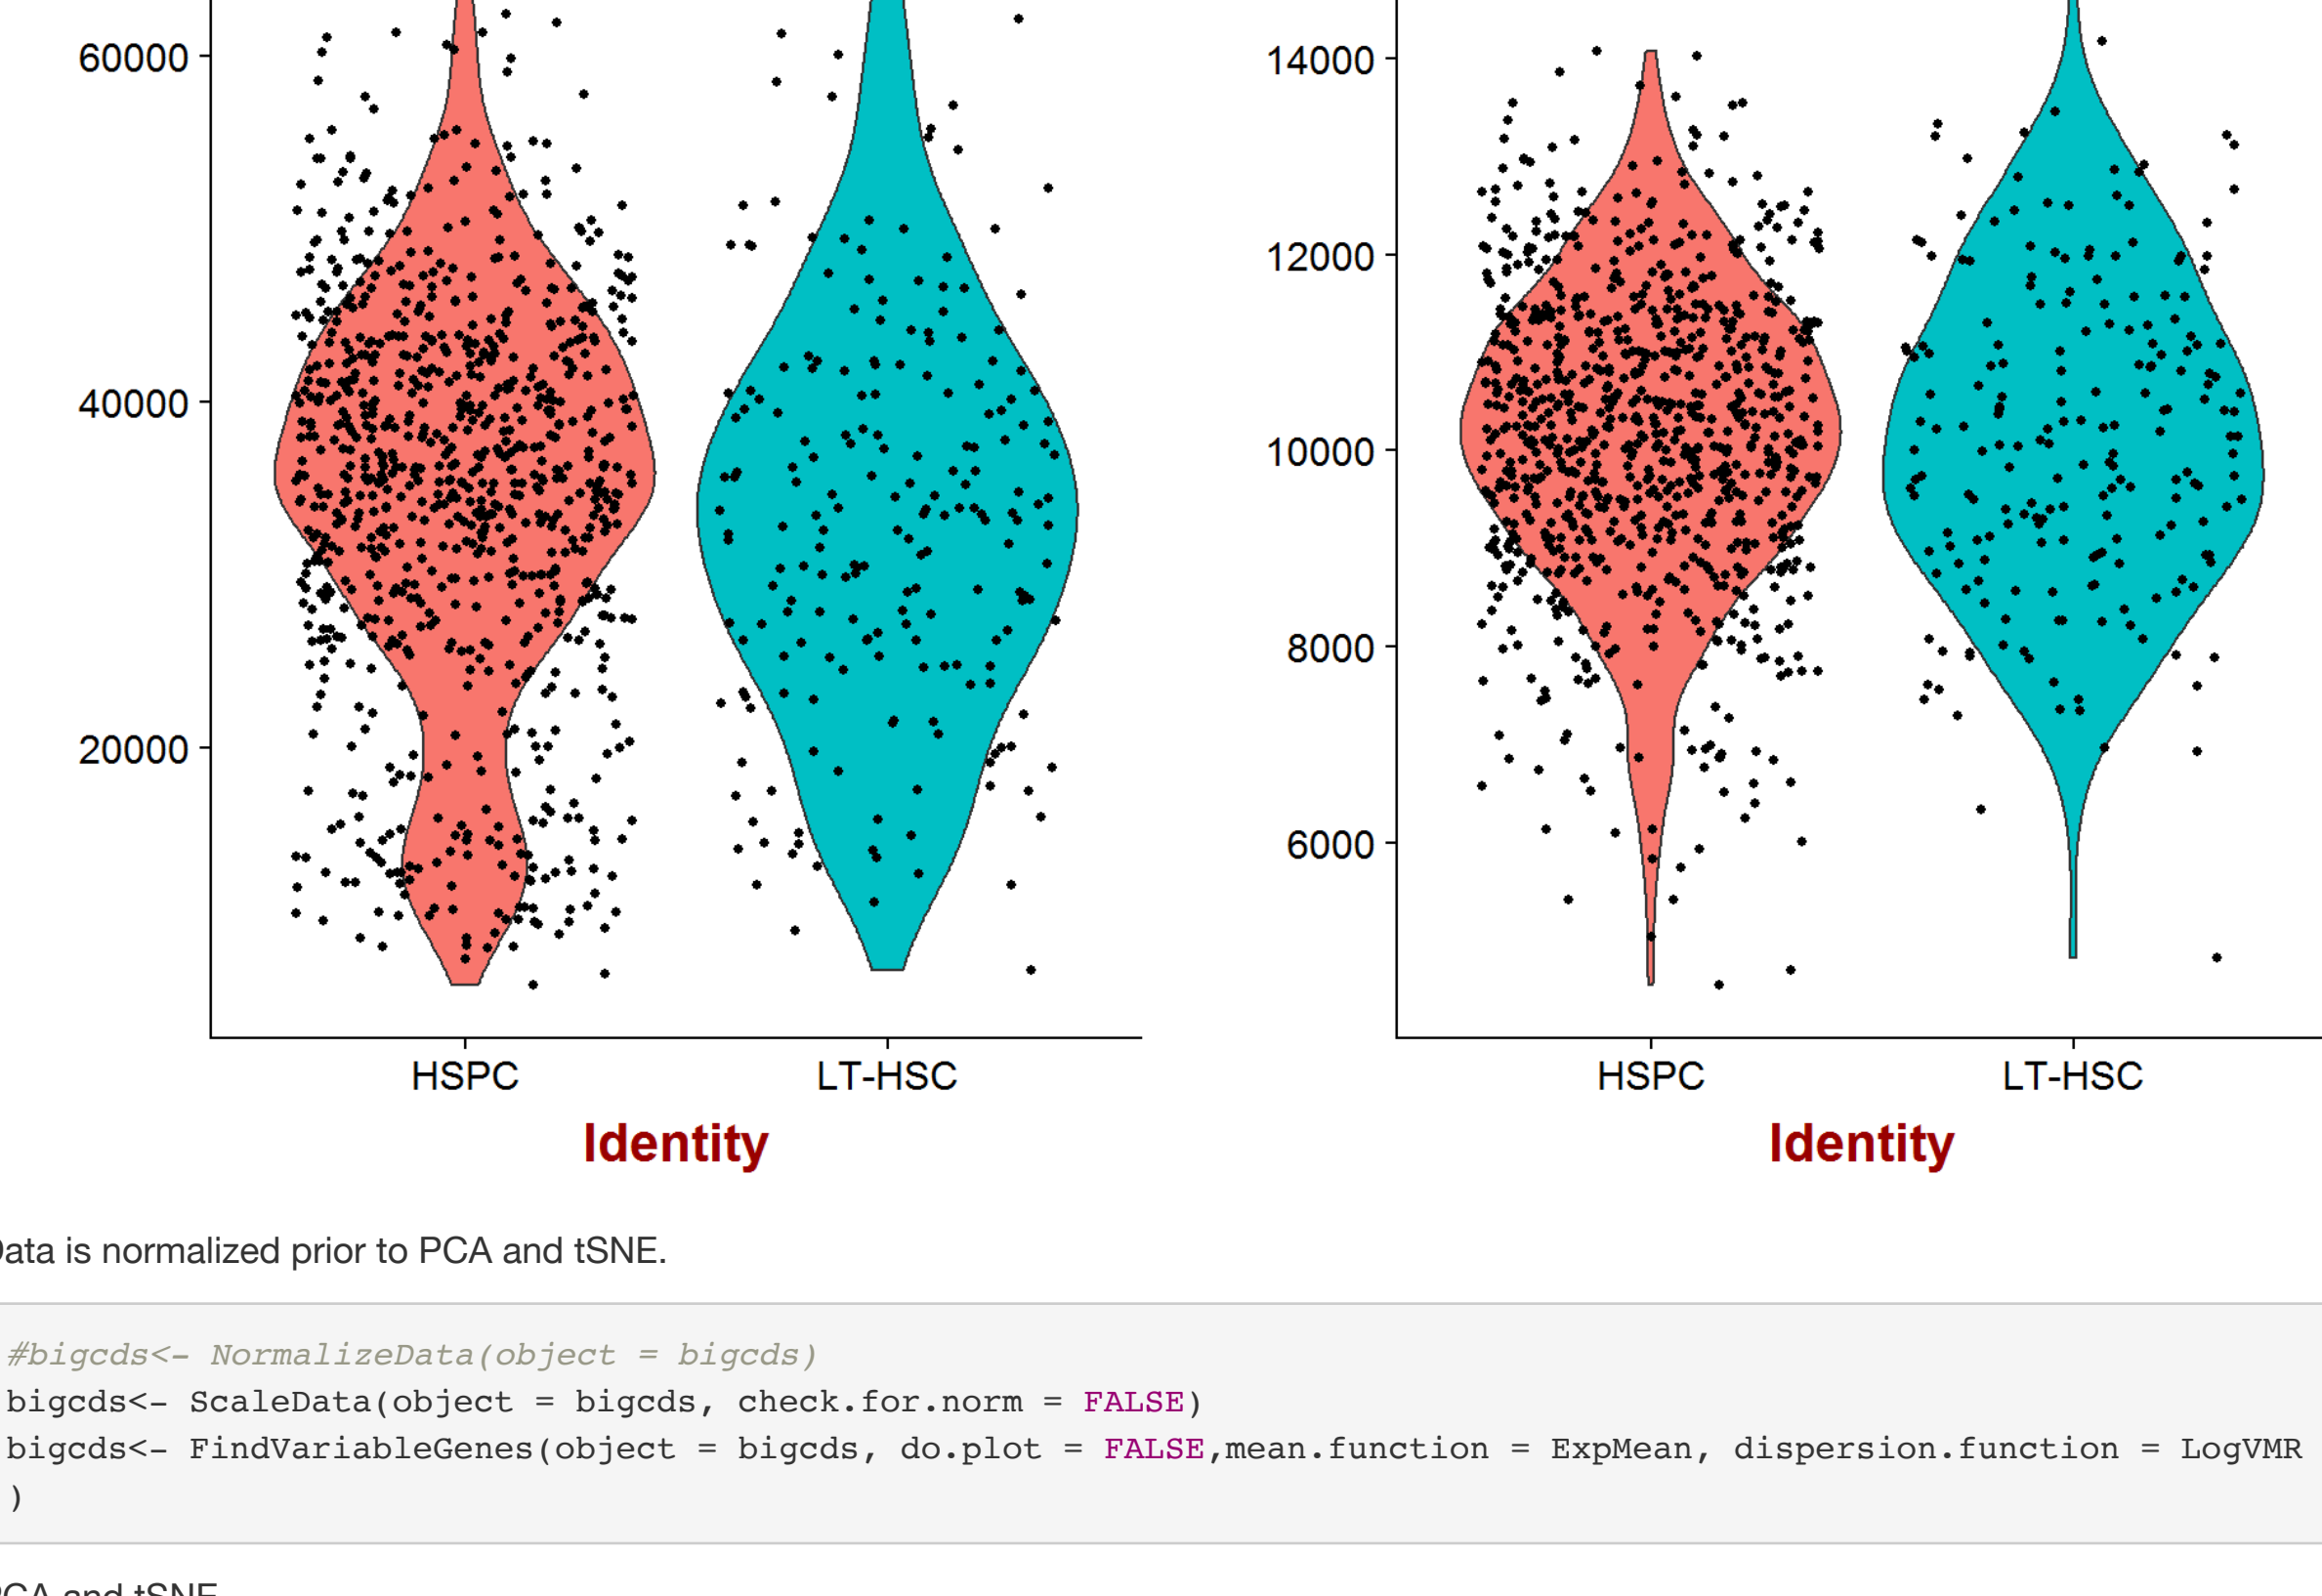 60000
40000
20000
HSPC
LT-HSC
Identity
14000
12000
10000
8000
6000
HSPC
LT-HSC
Identity
is normalized prior to PCA and tSNE.
#bigcds<- NormalizeData(object = bigcds)
bigcds<- ScaleData(object = bigcds, check.for.norm = FALSE)
bigcds<- FindVariableGenes(object = bigcds, do.plot = FALSE,mean.function = ExpMean, dispersion.function = LogVMR
)
and tSNE